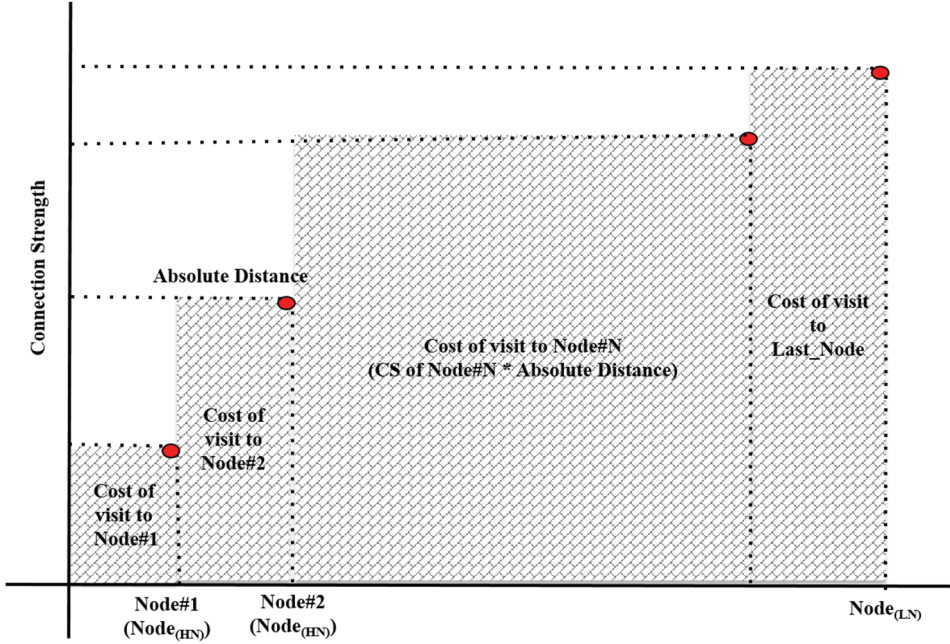 Connection Strength
Absolute Distance
Cost of visit to Node#N
(CS of Node#N * Absolute Distance)
Cost of visit
to
Last_Node
Cost of
visit to
Node#2
Cost of
visit to
Node#1
Node#1
(Node(HN))
Node#2
(Node(HN))
Node(LN)